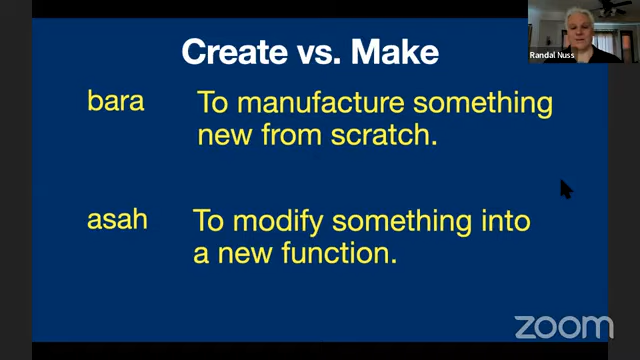 Create vs. Make
Randal Nuss
bara To manufacture something
new from scratch.
asah To modify something into
a new function.
zoom